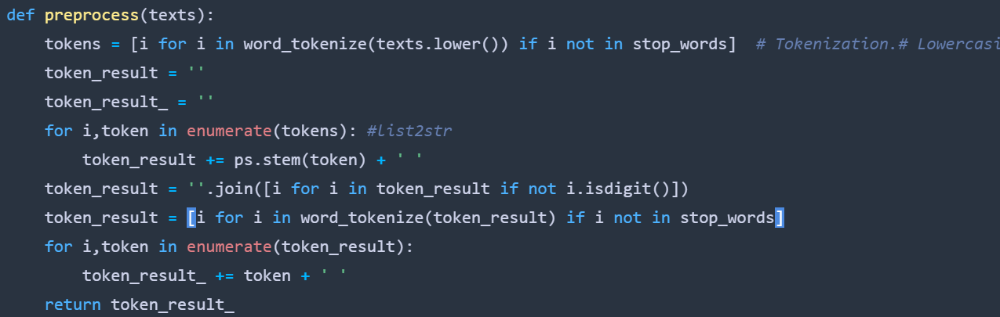 def preprocess(texts):
    tokens = [i for i in word_tokenize(texts.lower()) if i not in stop_words]  # Tokenization.# Lowercasi
    token_result = ''
    token_result_ = ''
    for i,token in enumerate(tokens): #list2str
        token_result += ps.stem(token) + ' '
    token_result = ''.join([i for i in token_result if not i.isdigit()])
    token_result = [i for i in word_tokenize(token_result) if i not in stop_words]
    for i,token in enumerate(token_result):
        token_result_ += token + ' '
    return token_result_